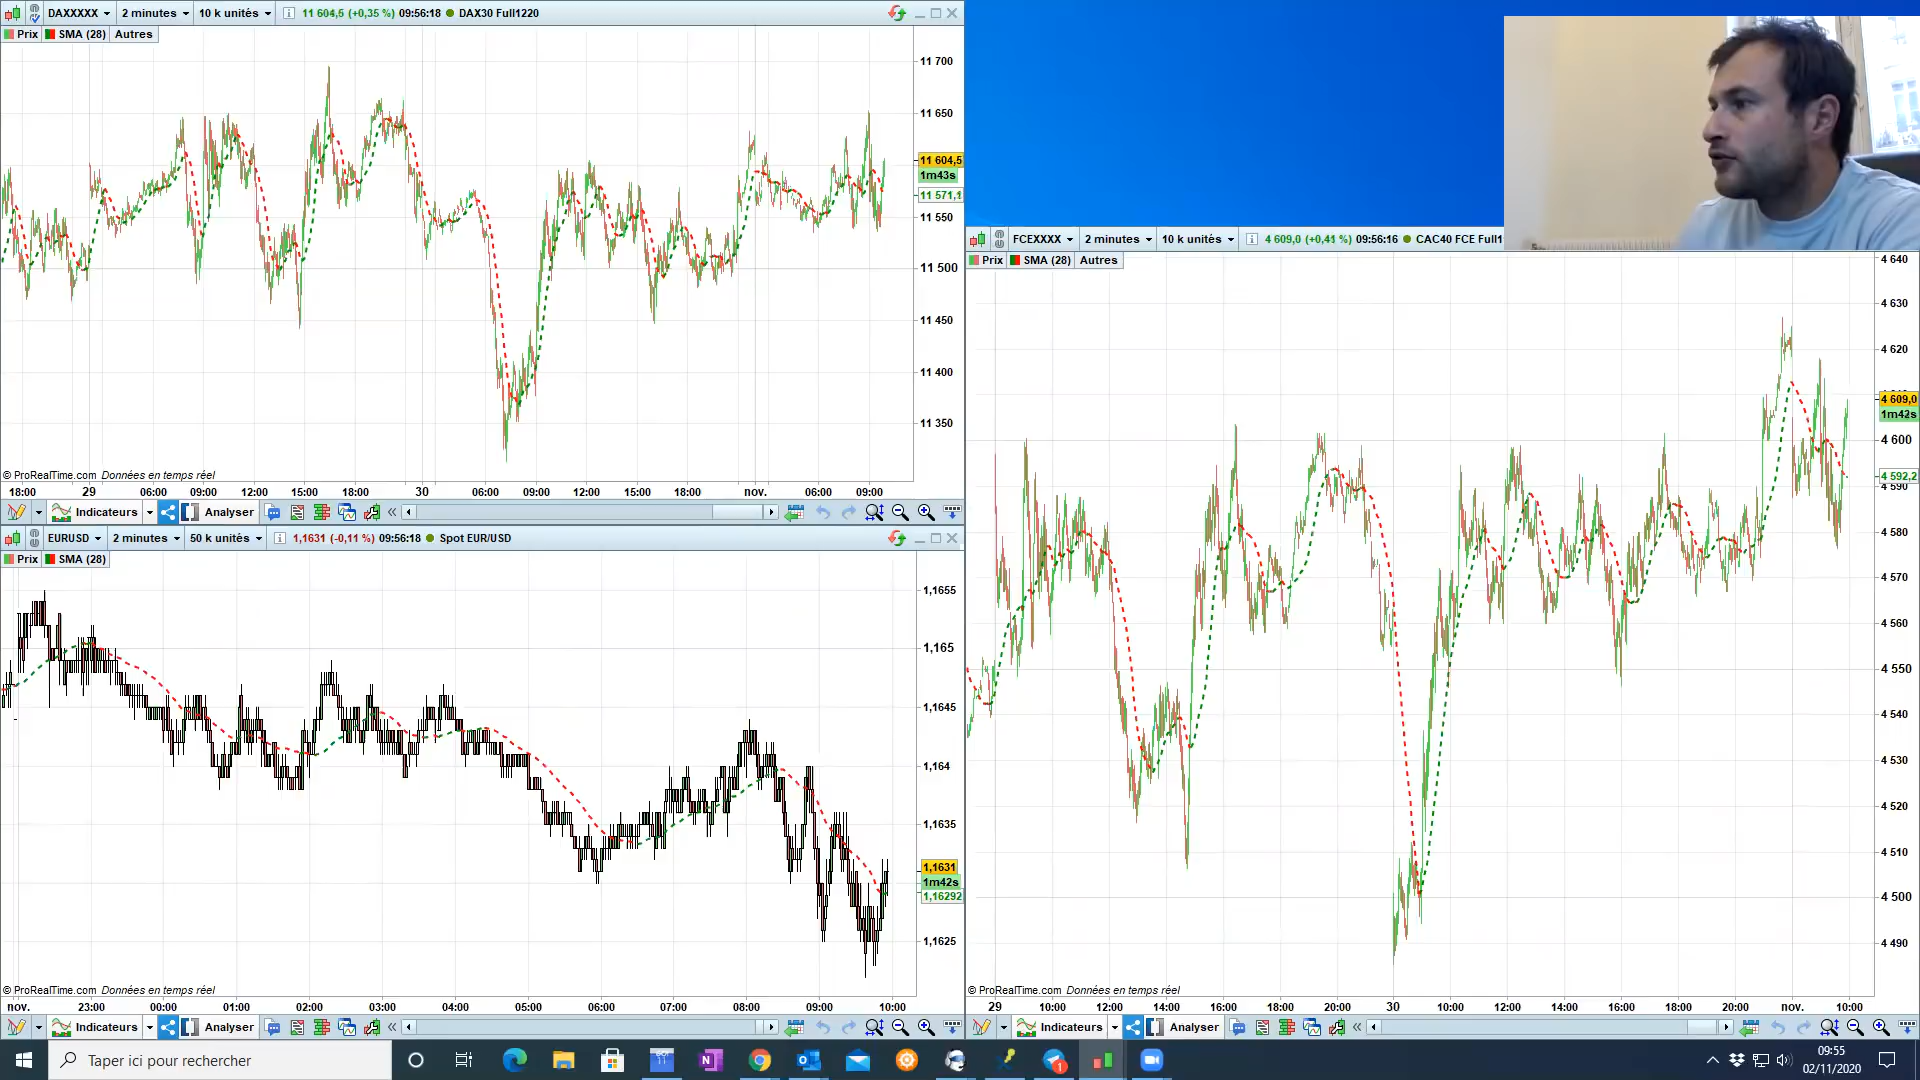 DAXXXXX 2 minutes 10 k unités 11 604,5 (+0,35 %) 09:56:18 DAX30 Full1220
Prix SMA (28) Autres
11 700
11 650
11 604,5
1m43s
11 571,1
11 550
11 500
11 450
11 400
11 350
© ProRealTime.com Données en temps réel
18:00 29 06:00 09:00 12:00 15:00 18:00 30 06:00 09:00 12:00 15:00 18:00 nov. 06:00 09:00
Indicateurs Analyser
EURUSD 2 minutes 50 k unités 1,1631 (-0,11 %) 09:56:18 Spot EUR/USD
Prix SMA (28)
1,1655
1,165
1,1645
1,164
1,1635
1,1631
1m42s
1,16292
1,1625
© ProRealTime.com Données en temps réel
nov. 23:00 00:00 01:00 02:00 03:00 04:00 05:00 06:00 07:00 08:00 09:00 10:00
Indicateurs Analyser
FCEXXXX 2 minutes 10 k unités 4 609,0 (+0,41 %) 09:56:16 CAC40 FCE Full1
Prix SMA (28) Autres
4 640
4 630
4 620
4 609,0
1m42s
4 600
4 592,2
4 590
4 580
4 570
4 560
4 550
4 540
4 530
4 520
4 510
4 500
4 490
© ProRealTime.com Données en temps réel
29 10:00 12:00 14:00 16:00 18:00 20:00 30 10:00 12:00 14:00 16:00 18:00 20:00 nov. 10:00
Indicateurs Analyser
Taper ici pour rechercher
09:55
02/11/2020